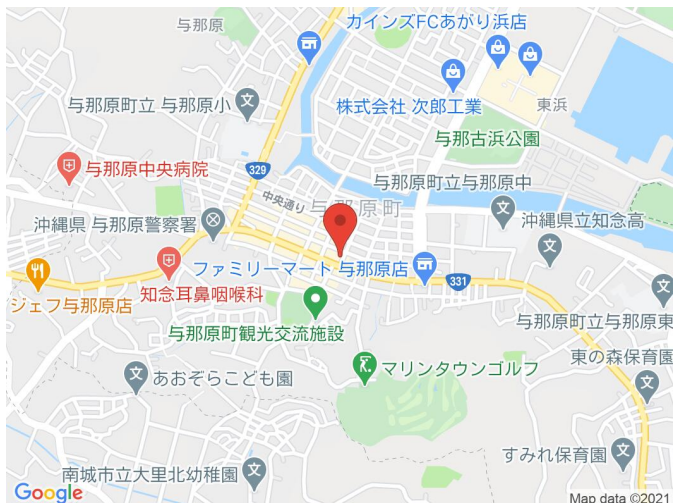 与那原
カインズFCあがり浜店
与那原町立 与那原小
株式会社 次郎工業
東浜
与那古浜公園
与那原中央病院
329
中央通り
与那原町
与那原町立与那原中
沖縄県 与那原警察署
沖縄県立知念高
ファミリーマート 与那原店
331
ジェフ与那原店
知念耳鼻咽喉科
与那原町観光交流施設
与那原町立与那原東
マリンタウンゴルフ
東の森保育園
あおぞらこども園
すみれ保育園
南城市立大里北幼稚園
Google
Map data ©2021